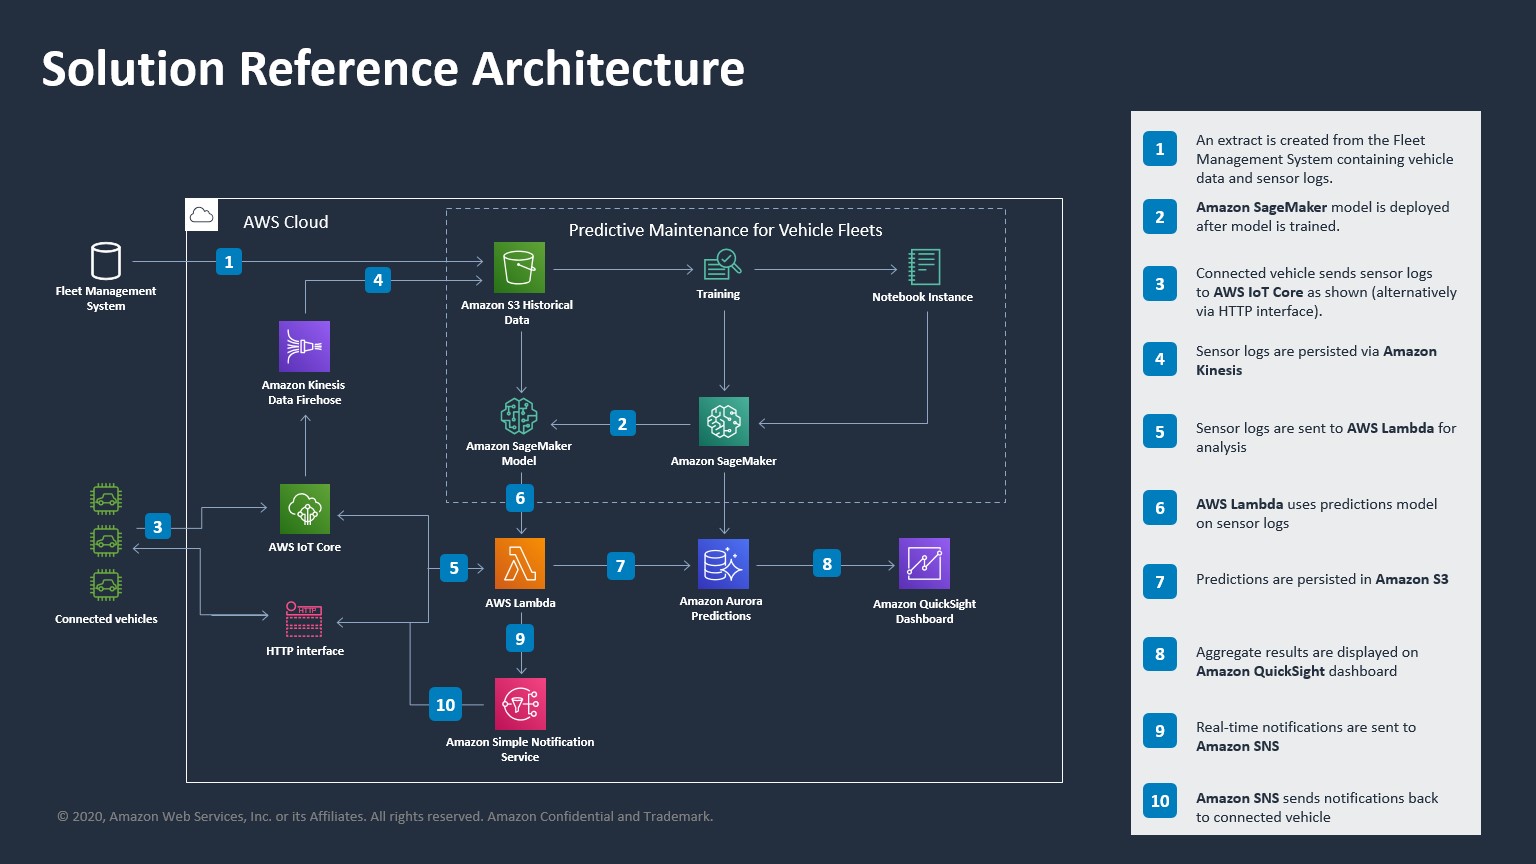 Solution Reference Architecture
AWS Cloud
Predictive Maintenance for Vehicle Fleets
1
4
Fleet Management
System
Amazon S3 Historical
Data
Training
Notebook Instance
Amazon Kinesis
Data Firehose
2
Amazon SageMaker
Model
Amazon SageMaker
6
3
AWS IoT Core
5
7
8
AWS Lambda
Amazon Aurora
Predictions
Amazon QuickSight
Dashboard
Connected vehicles
HTTP
HTTP interface
9
10
Amazon Simple Notification
Service
1
An extract is created from the Fleet
Management System containing vehicle
data and sensor logs.
2
Amazon SageMaker model is deployed
after model is trained.
3
Connected vehicle sends sensor logs
to AWS IoT Core as shown (alternatively
via HTTP interface).
4
Sensor logs are persisted via Amazon
Kinesis
5
Sensor logs are sent to AWS Lambda for
analysis
6
AWS Lambda uses predictions model
on sensor logs
7
Predictions are persisted in Amazon S3
8
Aggregate results are displayed on
Amazon QuickSight dashboard
9
Real-time notifications are sent to
Amazon SNS
10
Amazon SNS sends notifications back
to connected vehicle
© 2020, Amazon Web Services, Inc. or its Affiliates. All rights reserved. Amazon Confidential and Trademark.